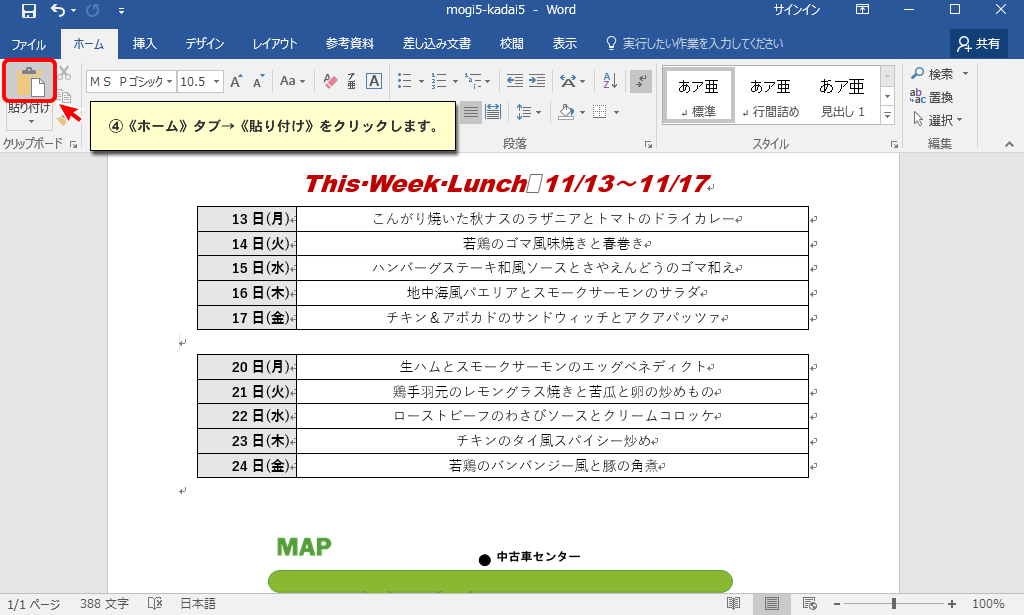 mogi5-kadai5 - Word
サインイン
ファイル ホーム 挿入 デザイン レイアウト 参考資料 差し込み文書 校閲 表示 実行したい作業を入力してください 共有
ＭＳ Ｐゴシック 10.5 A A Aa ア亜 A
貼り付け
あア亜 あア亜 あア亜
↲標準 ↲行間詰め 見出し 1
検索
置換
選択
クリップボード 段落 スタイル 編集
④《ホーム》タブ→《貼り付け》をクリックします。
This・Week・Lunch 11/13～11/17
13 日(月) こんがり焼いた秋ナスのラザニアとトマトのドライカレー
14 日(火) 若鶏のゴマ風味焼きと春巻き
15 日(水) ハンバーグステーキ和風ソースとさやえんどうのゴマ和え
16 日(木) 地中海風パエリアとスモークサーモンのサラダ
17 日(金) チキン＆アボカドのサンドウィッチとアクアパッツァ
20 日(月) 生ハムとスモークサーモンのエッグベネディクト
21 日(火) 鶏手羽元のレモングラス焼きと苦瓜と卵の炒めもの
22 日(水) ローストビーフのわさびソースとクリームコロッケ
23 日(木) チキンのタイ風スパイシー炒め
24 日(金) 若鶏のバンバンジー風と豚の角煮
MAP
中古車センター
1/1 ページ 388 文字 日本語 100%